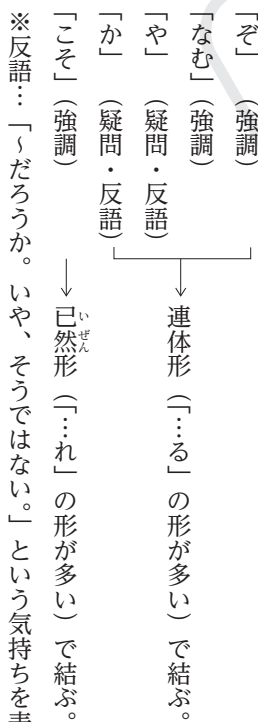 「ぞ」（強調）
「なむ」（強調）
「や」（疑問・反語）
「か」（疑問・反語）
連体形（「…る」の形が多い）で結ぶ。
「こそ」（強調）→已然形（「…れ」の形が多い）で結ぶ。
いぜん
※反語…「～だろうか。いや、そうではない。」という気持ちを